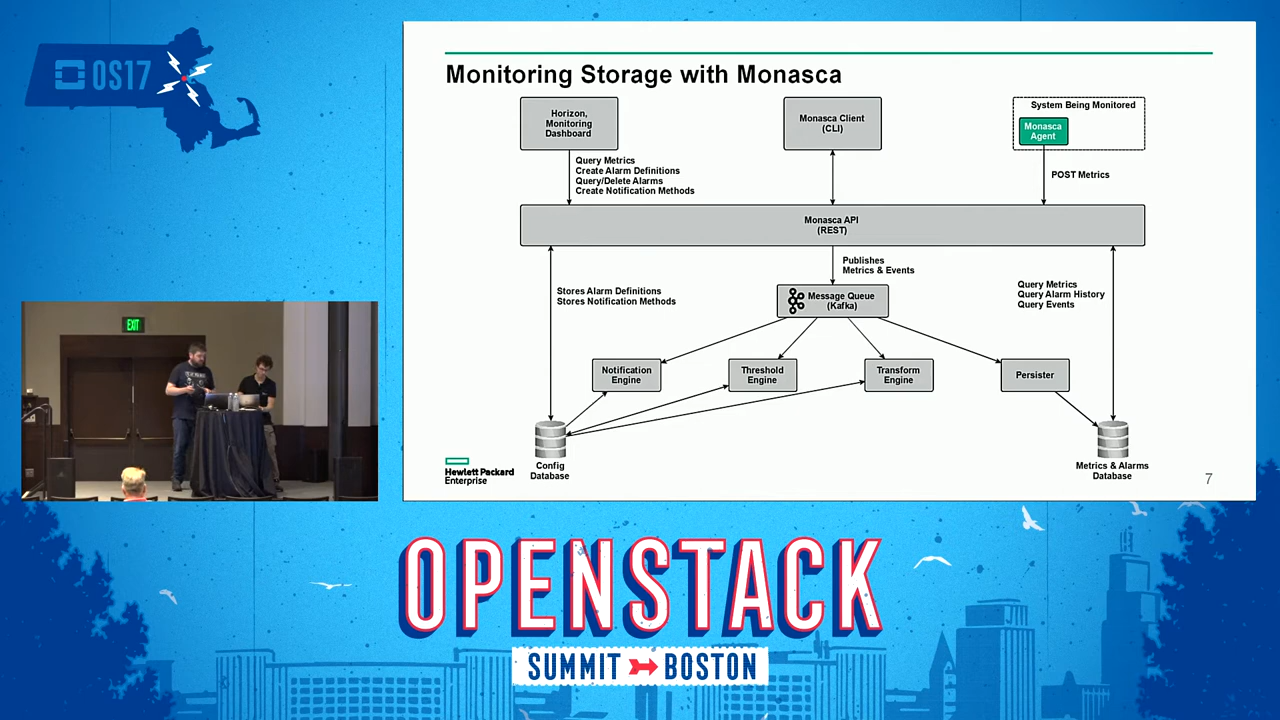 OS17
Monitoring Storage with Monasca
Horizon,
Monitoring
Dashboard
Monasca Client
(CLI)
System Being Monitored
Monasca
Agent
Query Metrics
Create Alarm Definitions
Query/Delete Alarms
Create Notification Methods
POST Metrics
Monasca API
(REST)
Publishes
Metrics & Events
Stores Alarm Definitions
Stores Notification Methods
Query Metrics
Query Alarm History
Query Events
Message Queue
(Kafka)
Notification
Engine
Threshold
Engine
Transform
Engine
Persister
Config
Database
Metrics & Alarms
Database
Hewlett Packard
Enterprise
7
EXIT
OPENSTACK
SUMMIT BOSTON